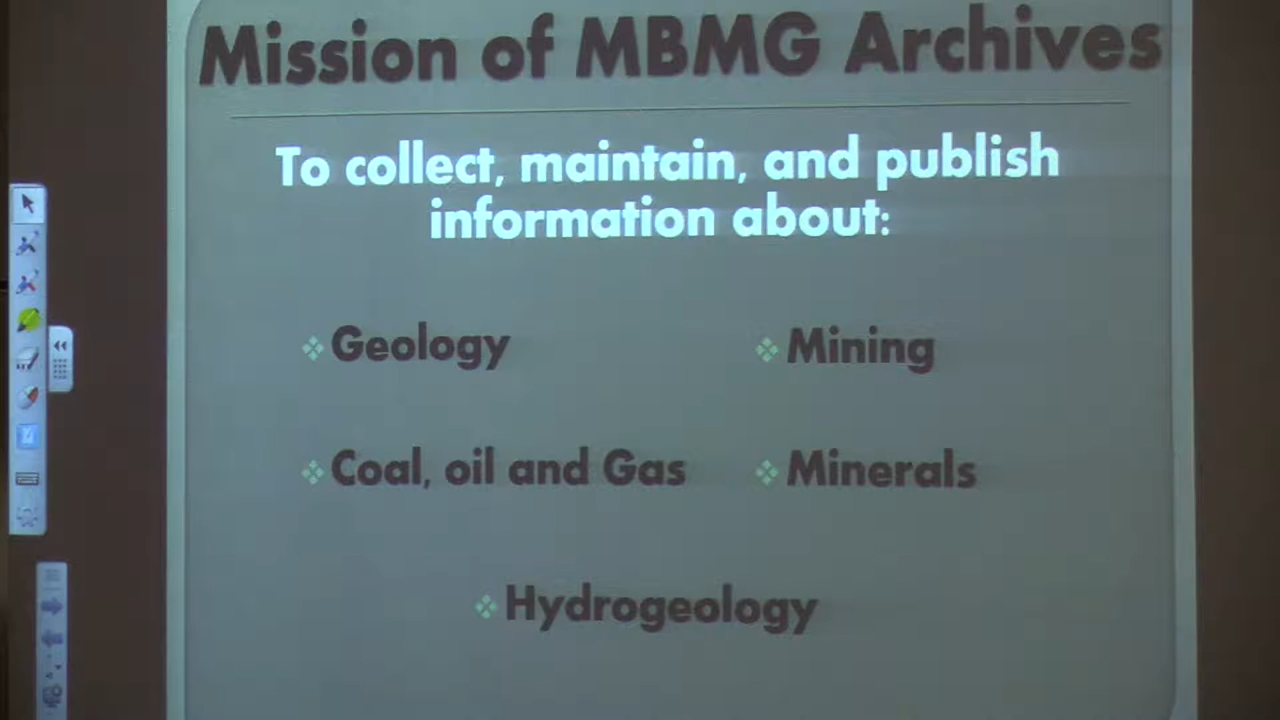 Mission of MBMG Archives
To collect, maintain, and publish
information about:
Geology
Mining
Coal, oil and Gas
Minerals
Hydrogeology